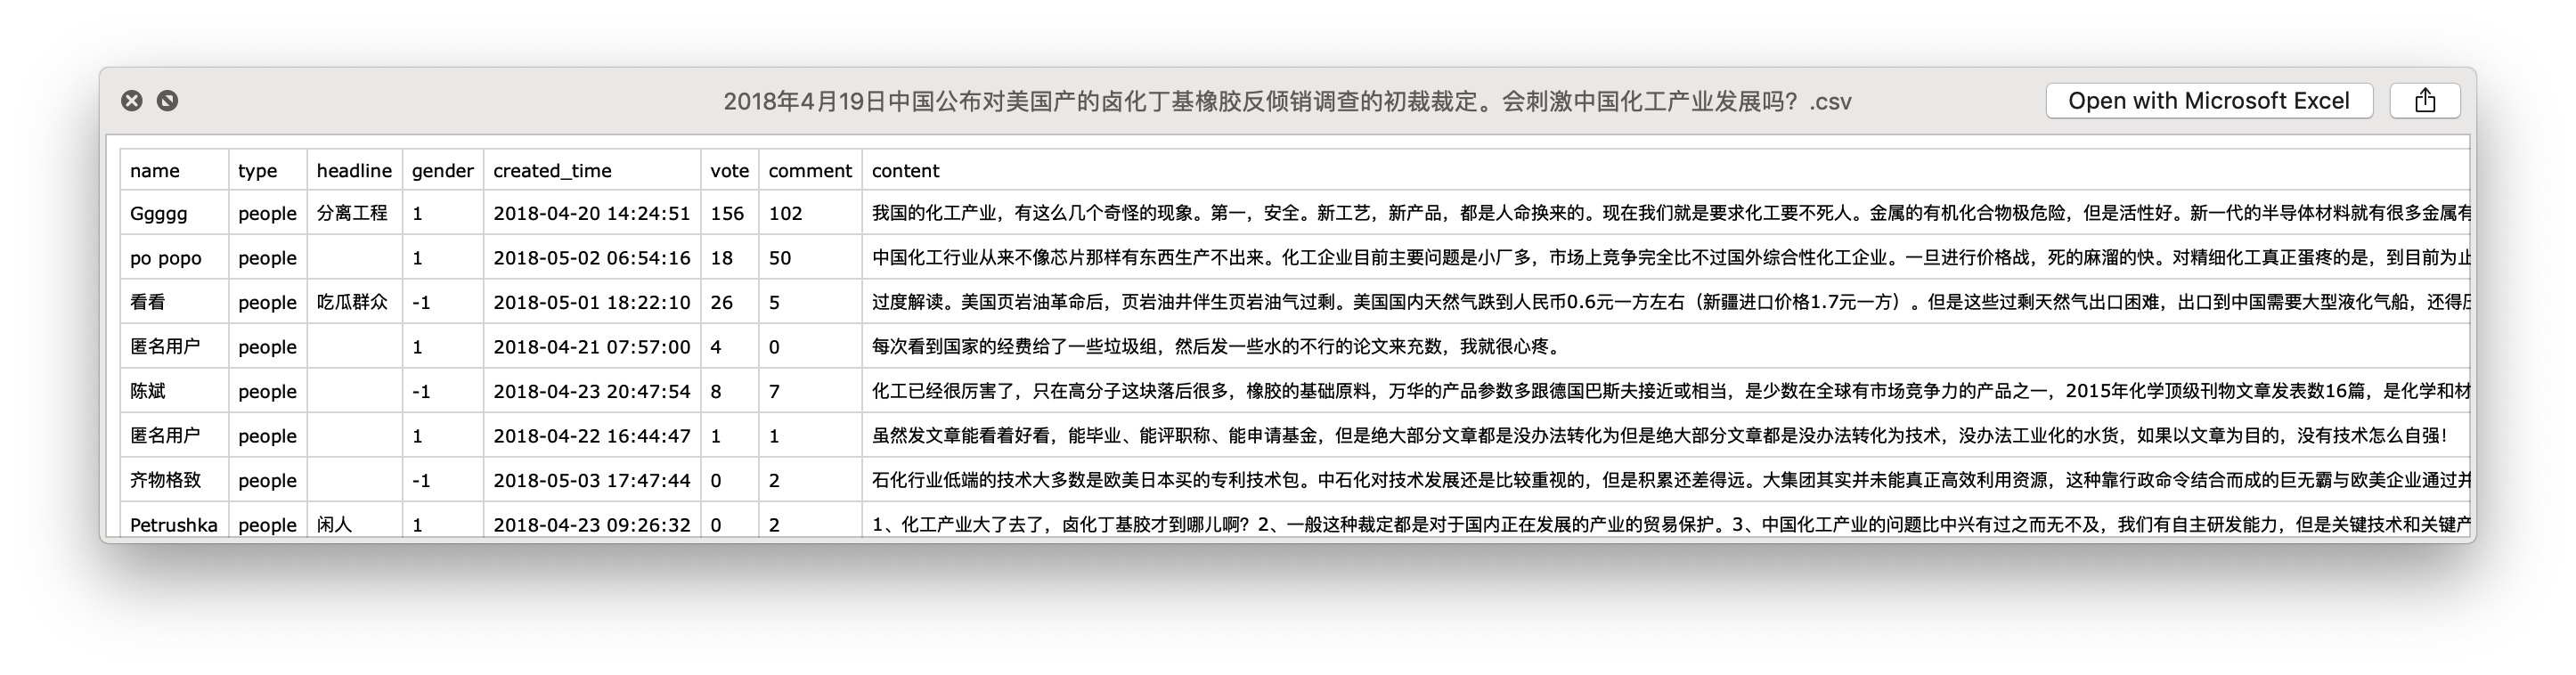 2018年4月19日中国公布对美国产的卤化丁基橡胶反倾销调查的初裁裁定。会刺激中国化工产业发展吗？.csv Open with Microsoft Excel
name type headline gender created_time vote comment content
Ggggg people 分离工程 1 2018-04-20 14:24:51 156 102 我国的化工产业，有这么几个奇怪的现象。第一，安全。新工艺，新产品，都是人命换来的。现在我们就是要求化工要不死人。金属的有机化合物极危险，但是活性好。新一代的半导体材料就有很多金属有
po popo people 1 2018-05-02 06:54:16 18 50 中国化工行业从来不像芯片那样有东西生产不出来。化工企业目前主要问题是小厂多，市场上竞争完全比不过国外综合性化工企业。一旦进行价格战，死的麻溜的快。对精细化工真正蛋疼的是，到目前为止
看看 people 吃瓜群众 -1 2018-05-01 18:22:10 26 5 过度解读。美国页岩油革命后，页岩油井伴生页岩油气过剩。美国国内天然气跌到人民币0.6元一方左右（新疆进口价格1.7元一方）。但是这些过剩天然气出口困难，出口到中国需要大型液化气船，还得压
匿名用户 people 1 2018-04-21 07:57:00 4 0 每次看到国家的经费给了一些垃圾组，然后发一些水的不行的论文来充数，我就很心疼。
陈斌 people -1 2018-04-23 20:47:54 8 7 化工已经很厉害了，只在高分子这块落后很多，橡胶的基础原料，万华的产品参数多跟德国巴斯夫接近或相当，是少数在全球有市场竞争力的产品之一，2015年化学顶级刊物文章发表数16篇，是化学和材
匿名用户 people 1 2018-04-22 16:44:47 1 1 虽然发文章能看着好看，能毕业、能评职称、能申请基金，但是绝大部分文章都是没办法转化为但是绝大部分文章都是没办法转化为技术，没办法工业化的水货，如果以文章为目的，没有技术怎么自强！
齐物格致 people -1 2018-05-03 17:47:44 0 2 石化行业低端的技术大多数是欧美日本买的专利技术包。中石化对技术发展还是比较重视的，但是积累还差得远。大集团其实并未能真正高效利用资源，这种靠行政命令结合而成的巨无霸与欧美企业通过并
Petrushka people 闲人 1 2018-04-23 09:26:32 0 2 1、化工产业大了去了，卤化丁基胶才到哪儿啊？2、一般这种裁定都是对于国内正在发展的产业的贸易保护。3、中国化工产业的问题比中兴有过之而无不及，我们有自主研发能力，但是关键技术和关键产